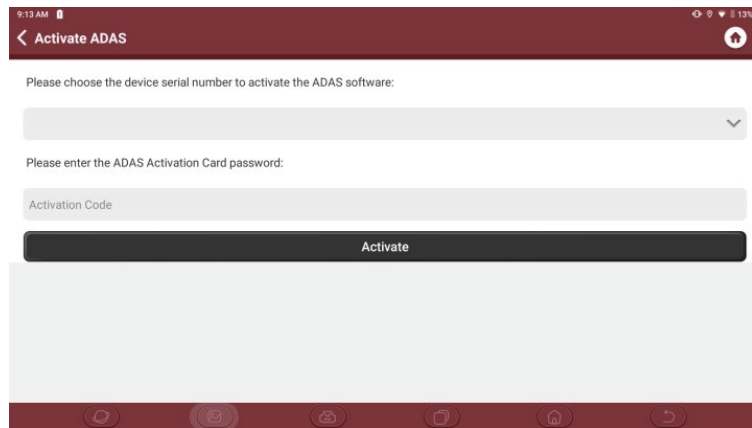 9:13 AM
13%
Activate ADAS
Please choose the device serial number to activate the ADAS software:
Please enter the ADAS Activation Card password:
Activation Code
Activate